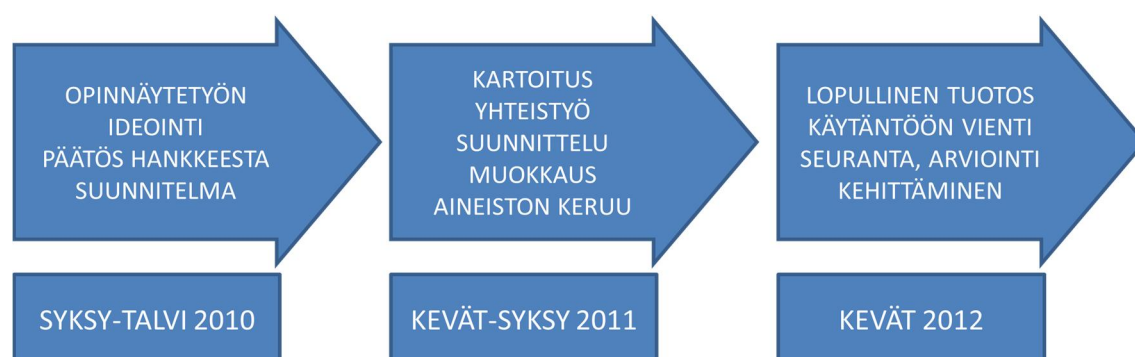 OPINNÄYTETYÖN
IDEOINTI
PÄÄTÖS HANKKEESTA
SUUNNITELMA
KARTOITUS
YHTEISTYÖ
SUUNNITTELU
MUOKKAUS
AINEISTON KERUU
LOPULLINEN TUOTOS
KÄYTÄNTÖÖN VIENTI
SEURANTA, ARVIOINTI
KEHITTÄMINEN
SYKSY-TALVI 2010
KEVÄT-SYKSY 2011
KEVÄT 2012